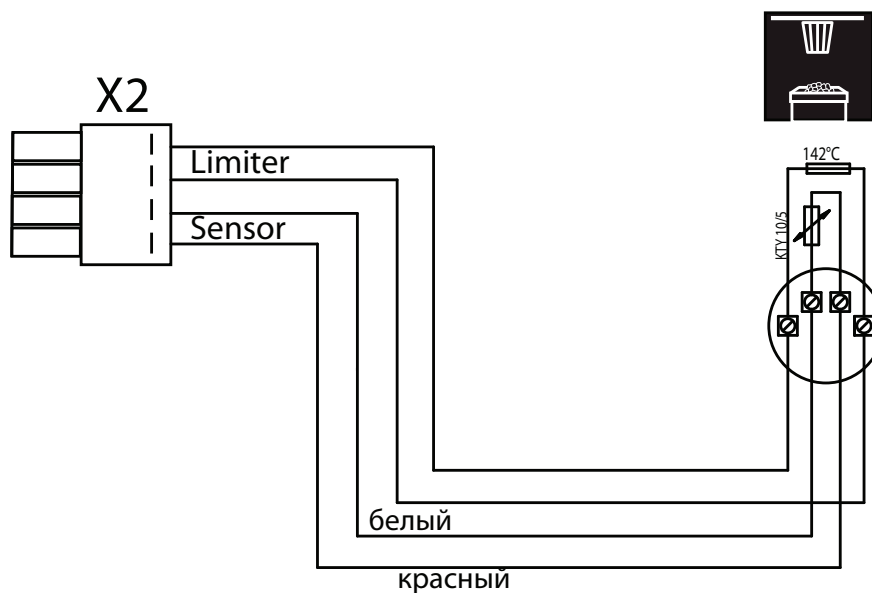 X2
Limiter
Sensor
142°C
KTY 10/5
белый
красный